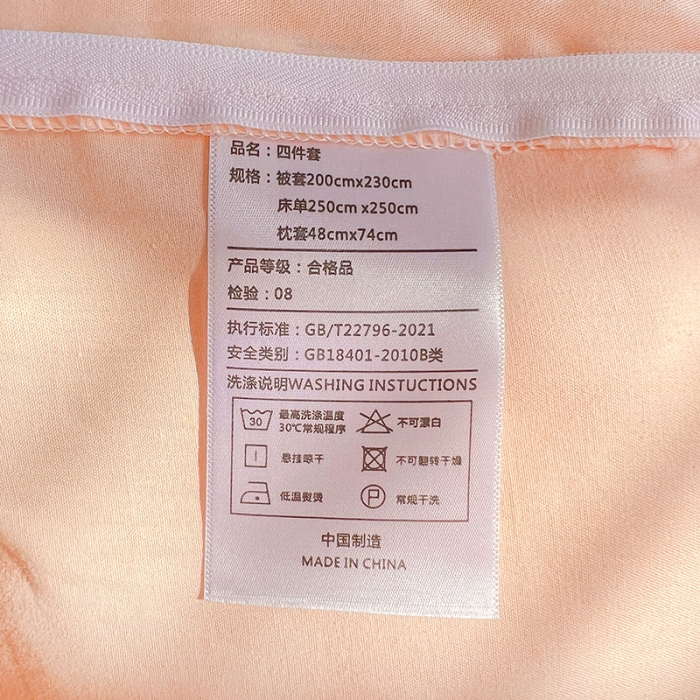 品名：四件套
规格：被套200cmx230cm
床单250cm x250cm
枕套48cmx74cm
产品等级：合格品
检验：08
执行标准：GB/T22796-2021
安全类别：GB18401-2010B类
洗涤说明WASHING INSTUCTIONS
30 最高洗涤温度
30℃常规程序
不可漂白
悬挂晾干
不可翻转干燥
低温熨烫
P 常规干洗
中国制造
MADE IN CHINA